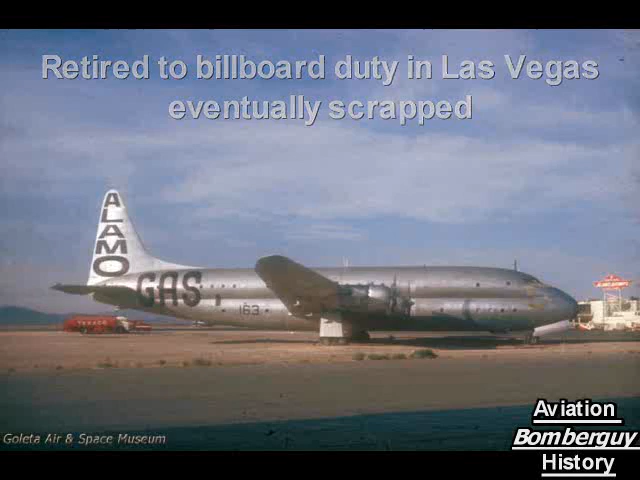 Retired to billboard duty in Las Vegas
eventually scrapped
ALAMO
GAS
163
Goleta Air & Space Museum
Aviation
Bomberguy
History